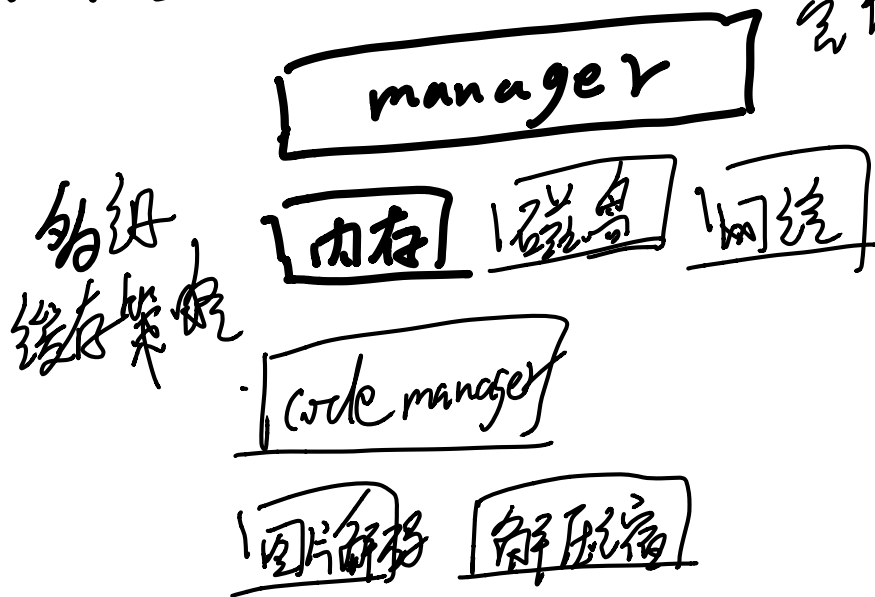 manager
多级
缓存策略
内存 磁盘 网络
code manager
图片解码 解压缩